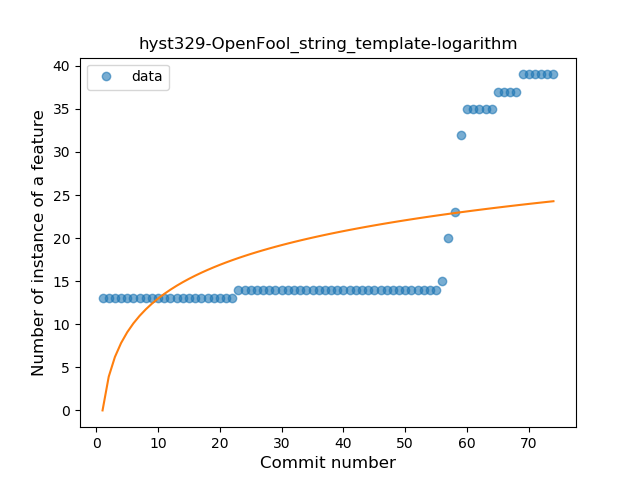 hyst329-OpenFool_string_template-logarithm
data
Number of instance of a feature
40
35
30
25
20
15
10
5
0
0 10 20 30 40 50 60 70
Commit number